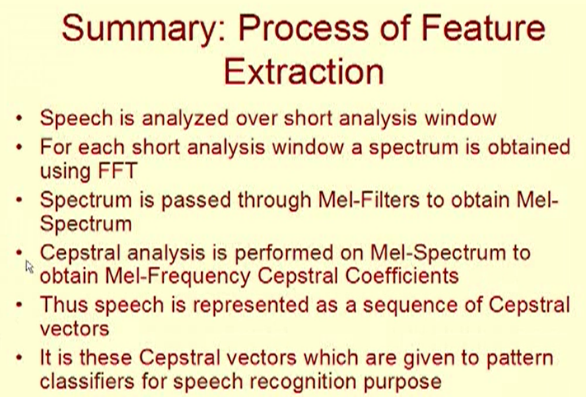 Summary: Process of Feature
Extraction
• Speech is analyzed over short analysis window
• For each short analysis window a spectrum is obtained
using FFT
• Spectrum is passed through Mel-Filters to obtain Mel-
Spectrum
• Cepstral analysis is performed on Mel-Spectrum to
obtain Mel-Frequency Cepstral Coefficients
• Thus speech is represented as a sequence of Cepstral
vectors
• It is these Cepstral vectors which are given to pattern
classifiers for speech recognition purpose